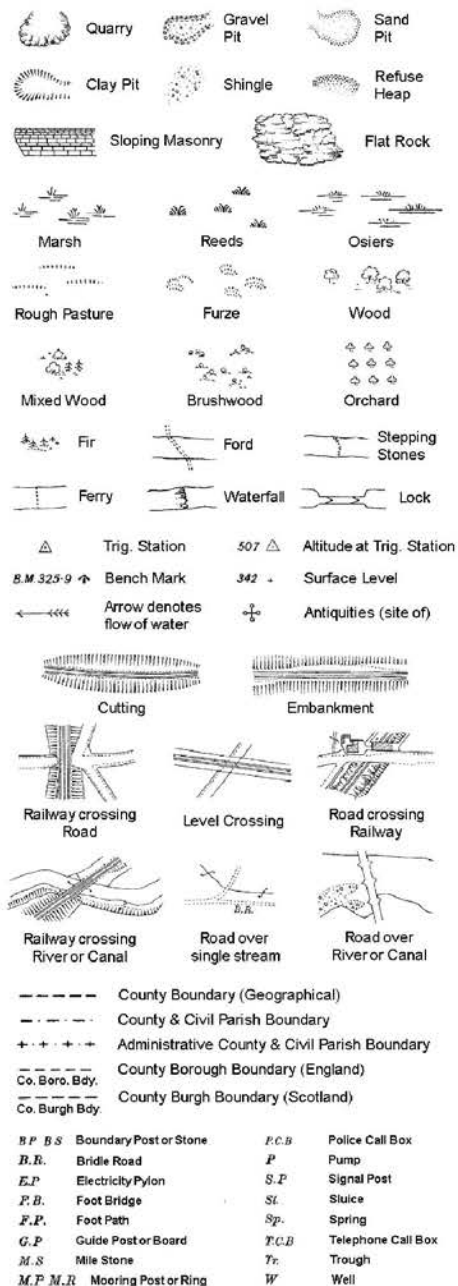 Quarry
Gravel
Pit
Sand
Pit
Clay Pit
Shingle
Refuse
Heap
Sloping Masonry
Flat Rock
Marsh
Reeds
Osiers
Rough Pasture
Furze
Wood
Mixed Wood
Brushwood
Orchard
Fir
Ford
Stepping
Stones
Ferry
Waterfall
Lock
Trig. Station
507 Altitude at Trig. Station
B.M.325·9 Bench Mark
342 Surface Level
Arrow denotes
flow of water
Antiquities (site of)
Cutting
Embankment
Railway crossing
Road
Level Crossing
Road crossing
Railway
B.R.
Railway crossing
River or Canal
Road over
single stream
Road over
River or Canal
County Boundary (Geographical)
County & Civil Parish Boundary
Administrative County & Civil Parish Boundary
Co. Boro. Bdy. County Borough Boundary (England)
Co. Burgh Bdy. County Burgh Boundary (Scotland)
B P B S Boundary Post or Stone
P.C.B Police Call Box
B.R. Bridle Road
P Pump
E.P Electricity Pylon
S.P Signal Post
F.B. Foot Bridge
Sl. Sluice
F.P. Foot Path
Sp. Spring
G.P Guide Post or Board
T.C.B Telephone Call Box
M.S Mile Stone
Tr. Trough
M.P M.R Mooring Post or Ring
W Well